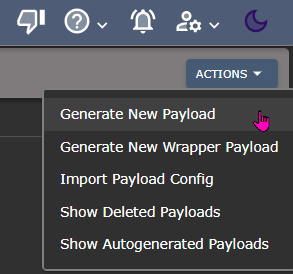 ACTIONS
Generate New Payload
Generate New Wrapper Payload
Import Payload Config
Show Deleted Payloads
Show Autogenerated Payloads